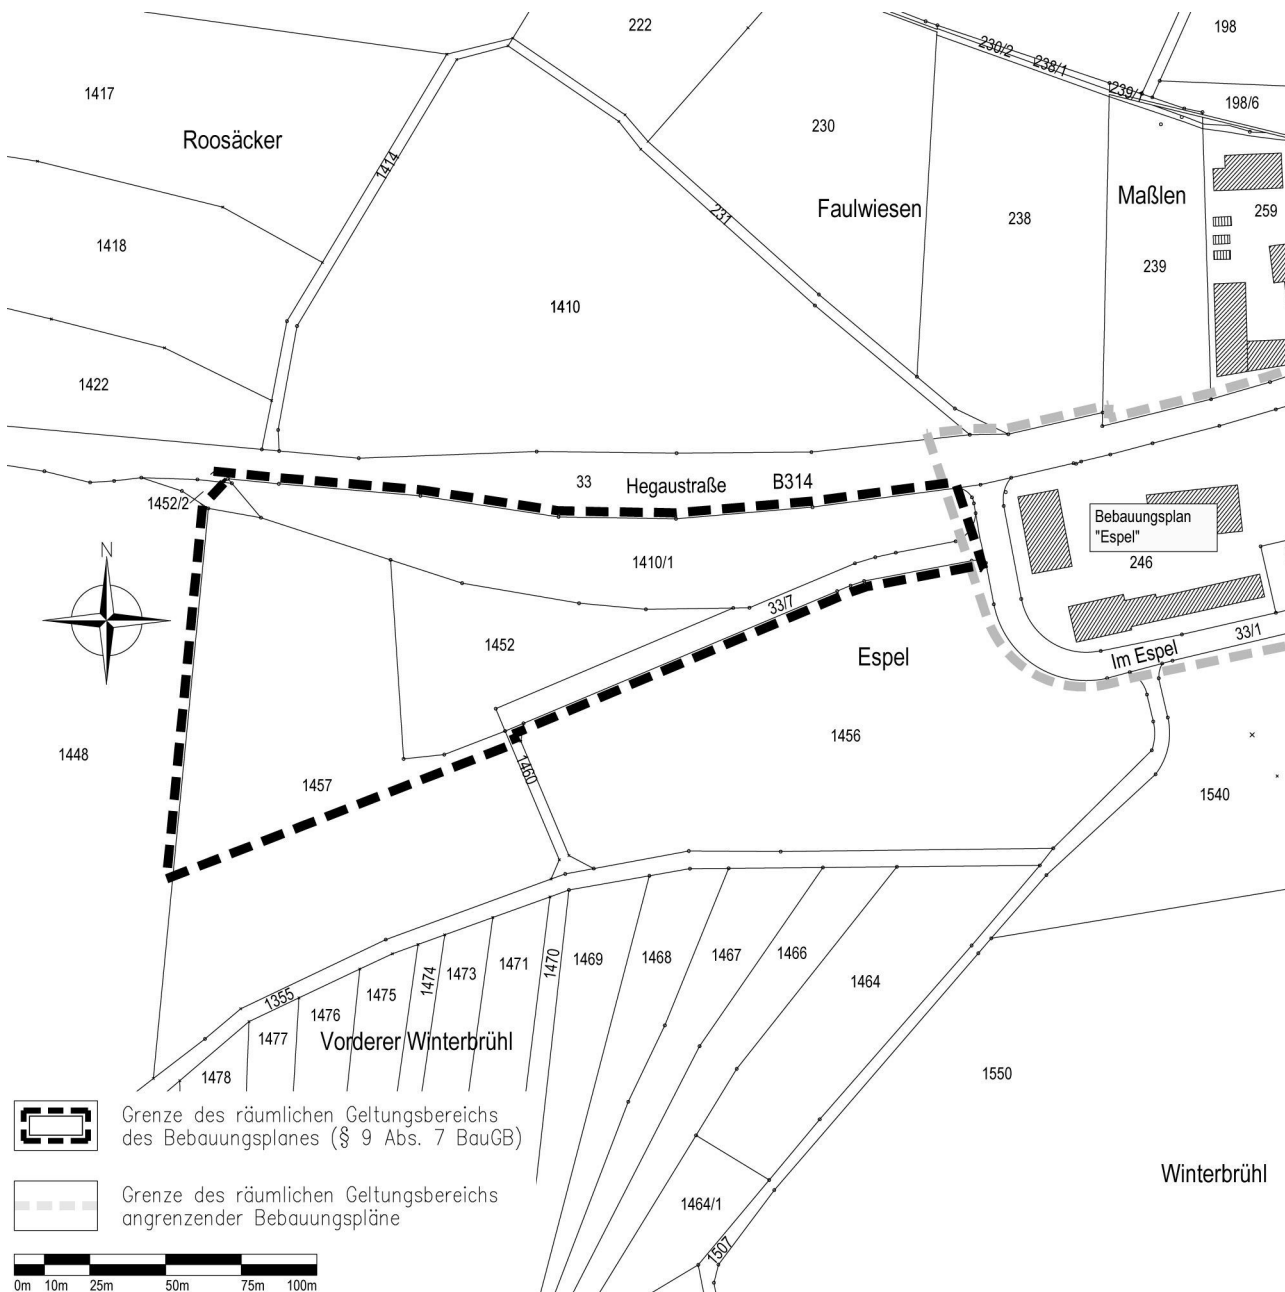 222
198
230/2
238/1
239/1
1417
198/6
230
Roosäcker
1414
Maßlen
Faulwiesen
231
238
259
1418
239
1410
1422
33
Hegaustraße
B314
1452/2
Bebauungsplan
"Espel"
246
1410/1
N
33/7
1452
Espel
Im Espel
33/1
1448
1456
1460
1457
1540
1469
1468
1467
1466
1464
1470
1471
1473
1474
1475
1476
1477
1478
1355
Vorderer Winterbrühl
1550
Grenze des räumlichen Geltungsbereichs
des Bebauungsplanes (§ 9 Abs. 7 BauGB)
Winterbrühl
Grenze des räumlichen Geltungsbereichs
angrenzender Bebauungspläne
1464/1
1507
0m 10m 25m 50m 75m 100m